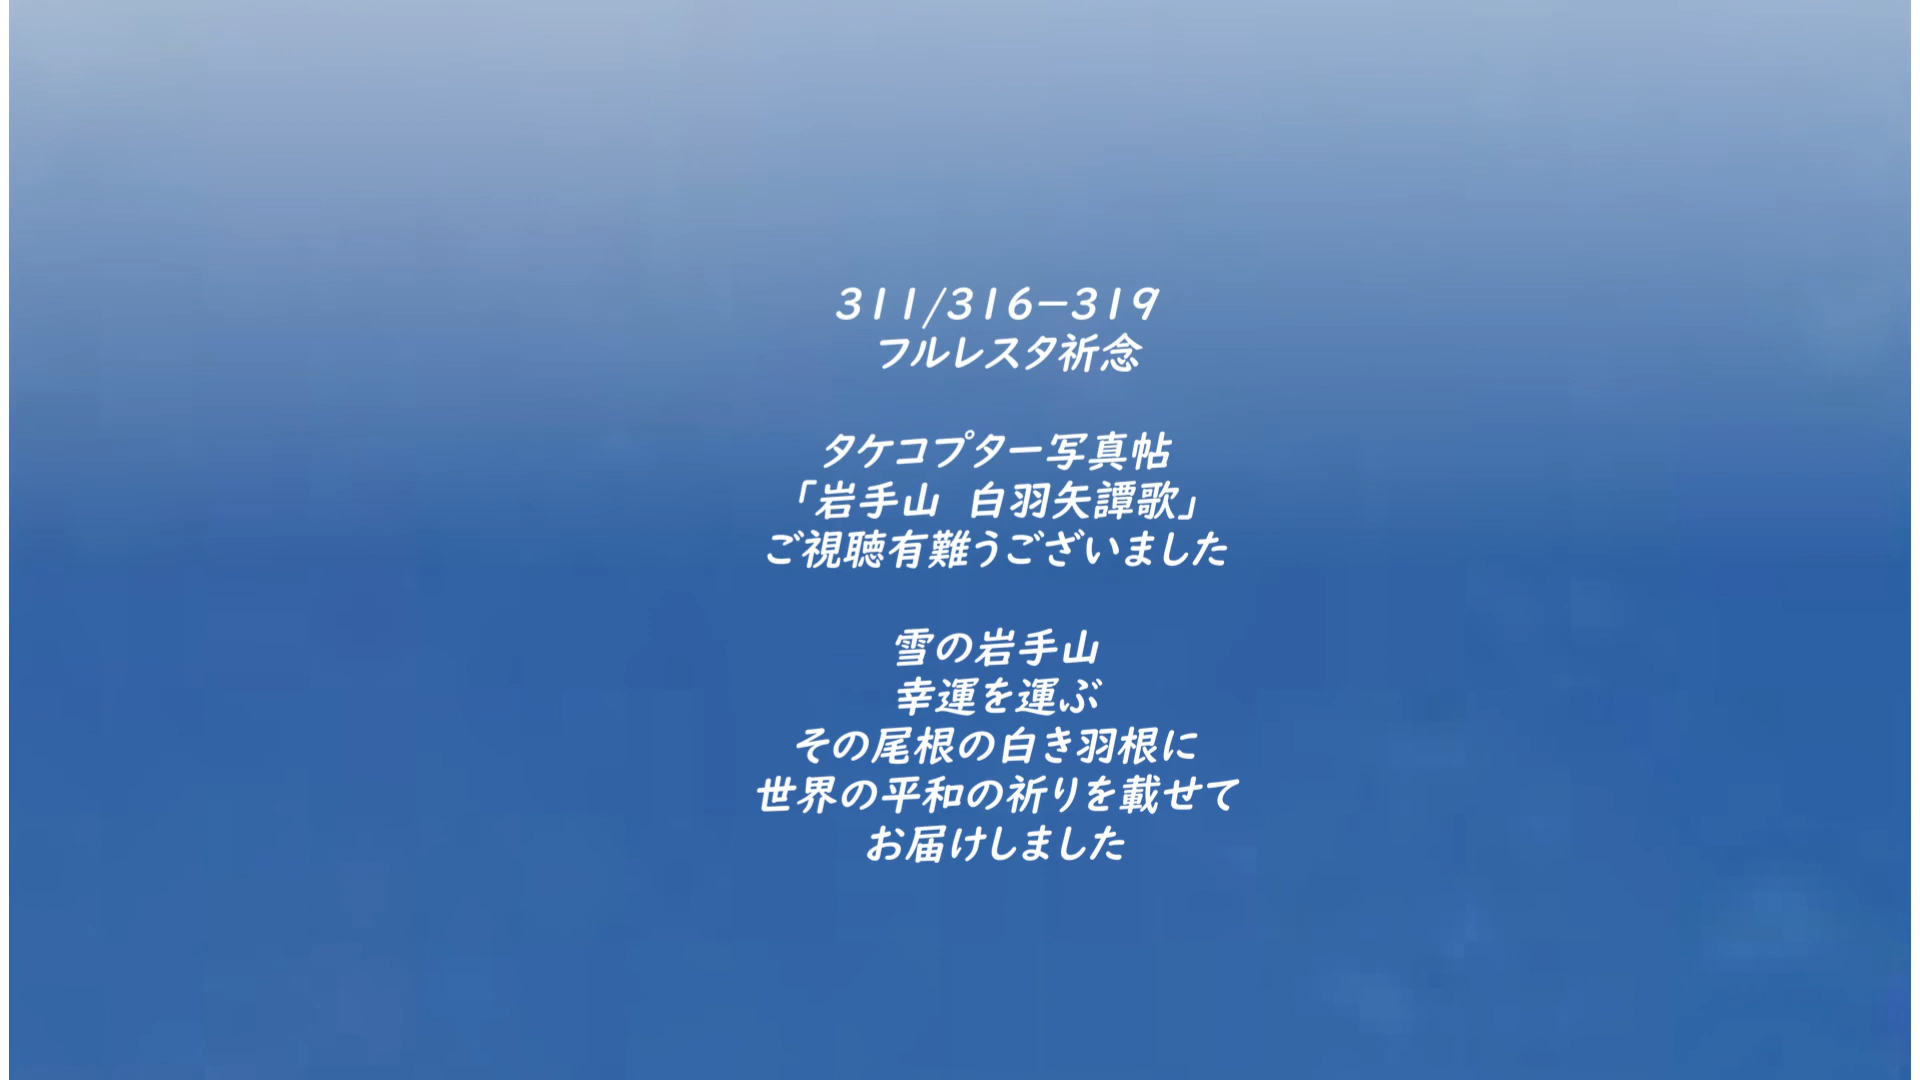 311/316−319
フルレスタ祈念
タケコプター写真帖
「岩手山　白羽矢譚歌」
ご視聴有難うございました
雪の岩手山
幸運を運ぶ
その尾根の白き羽根に
世界の平和の祈りを載せて
お届けしました